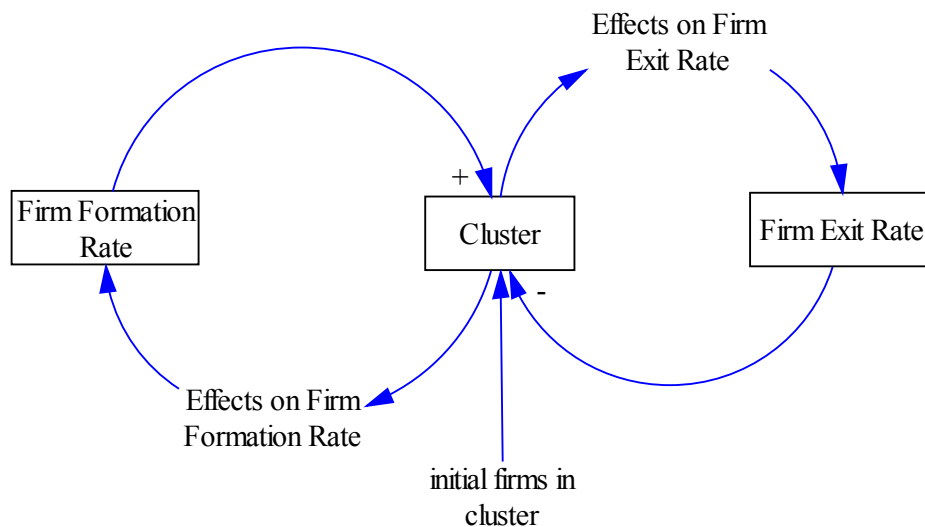 Effects on Firm
Exit Rate
+
Firm Formation
Rate
Cluster
Firm Exit Rate
-
Effects on Firm
Formation Rate
initial firms in
cluster